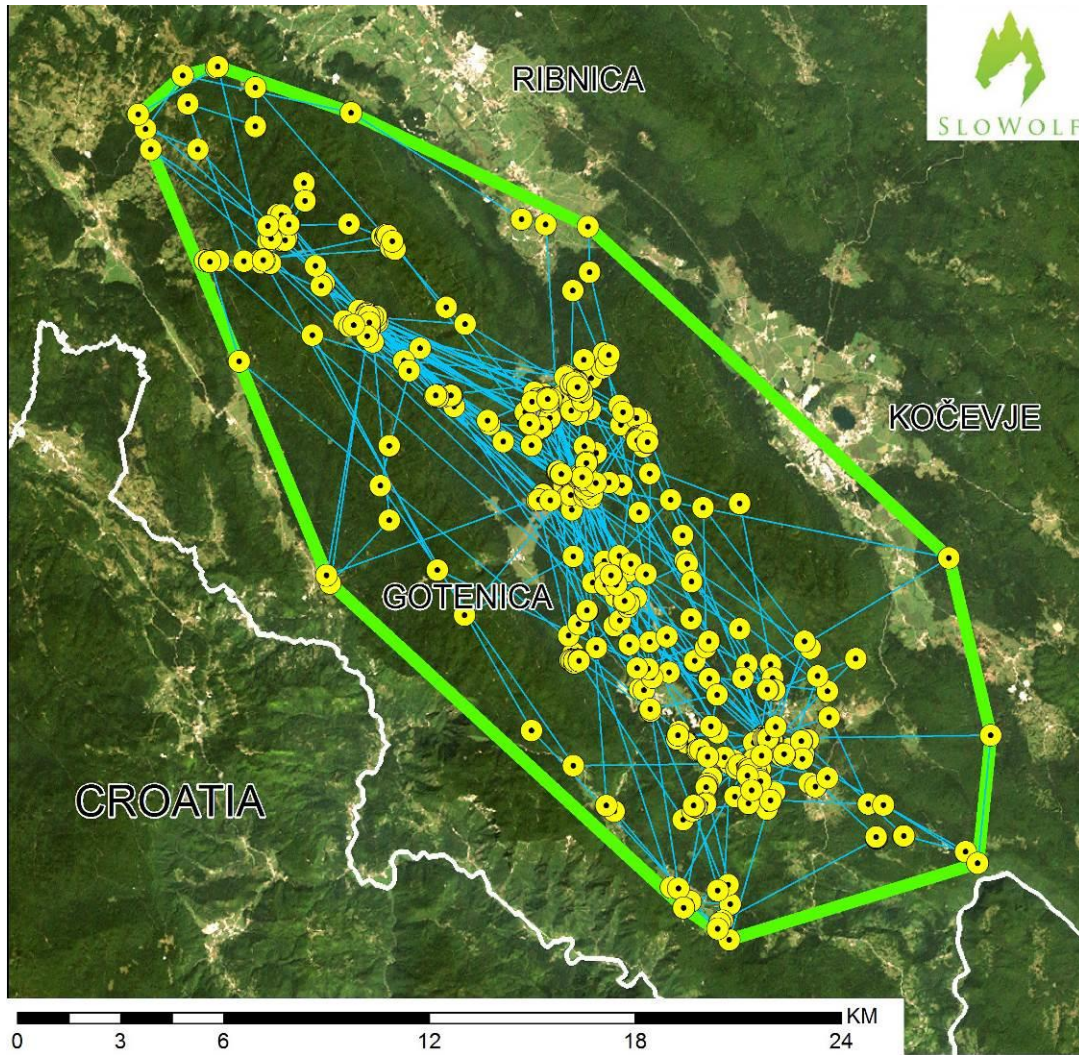 RIBNICA
SLOWOLF
KOČEVJE
GOTENICA
CROATIA
KM
0 3 6 12 18 24